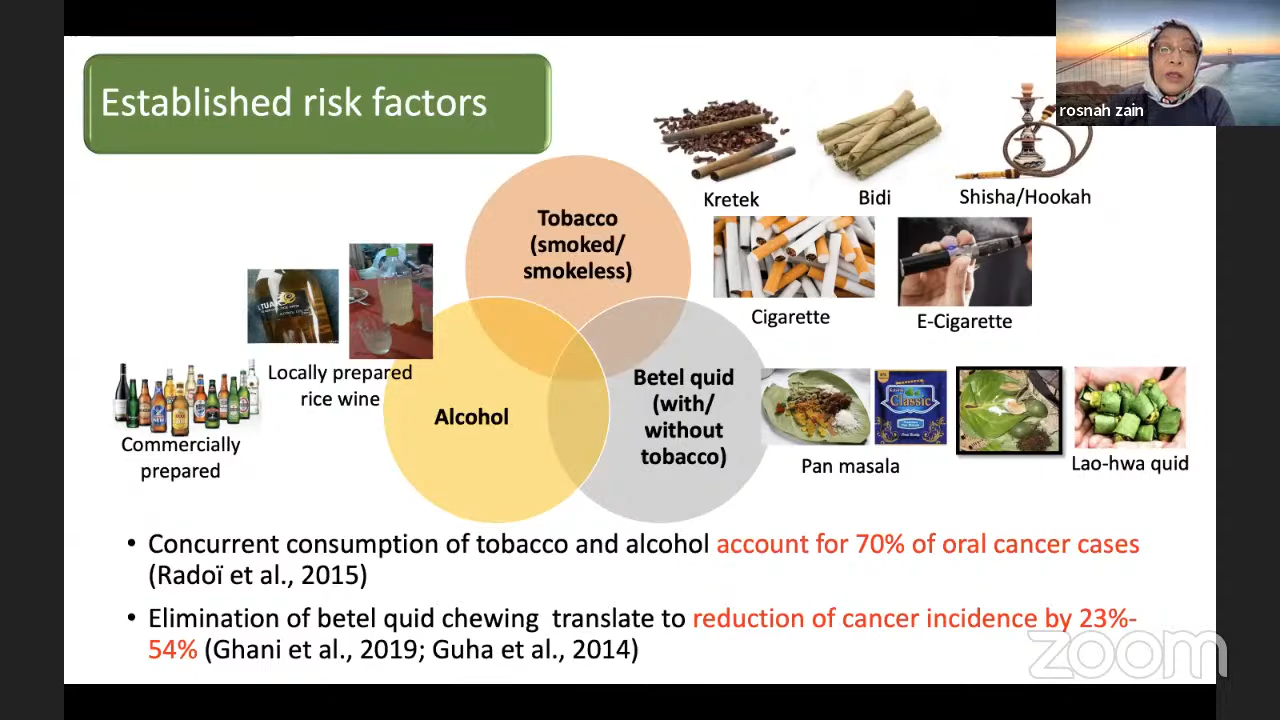 Established risk factors
rosnah zain
Kretek
Bidi
Shisha/Hookah
Tobacco
(smoked/
smokeless)
Cigarette
E-Cigarette
Locally prepared
rice wine
Commercially
prepared
Alcohol
Betel quid
(with/
without
tobacco)
Classic
Pan masala
Lao-hwa quid
• Concurrent consumption of tobacco and alcohol account for 70% of oral cancer cases
(Radoï et al., 2015)
• Elimination of betel quid chewing translate to reduction of cancer incidence by 23%-
54% (Ghani et al., 2019; Guha et al., 2014)
zoom